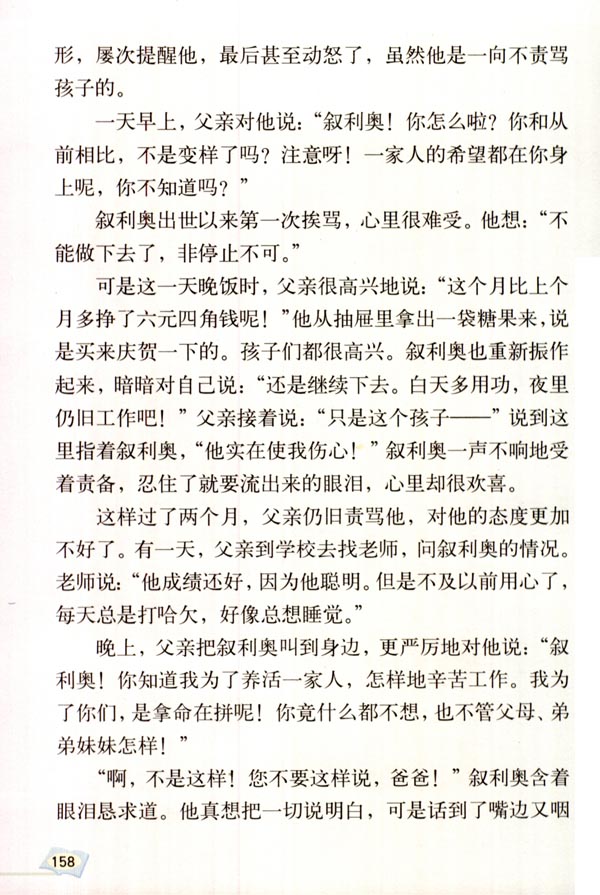 形，屡次提醒他，最后甚至动怒了，虽然他是一向不责骂
孩子的。
一天早上，父亲对他说：“叙利奥！你怎么啦？你和从
前相比，不是变样了吗？注意呀！一家人的希望都在你身
上呢，你不知道吗？”
叙利奥出世以来第一次挨骂，心里很难受。他想：“不
能做下去了，非停止不可。”
可是这一天晚饭时，父亲很高兴地说：“这个月比上个
月多挣了六元四角钱呢！”他从抽屉里拿出一袋糖果来，说
是买来庆贺一下的。孩子们都很高兴。叙利奥也重新振作
起来，暗暗对自己说：“还是继续下去。白天多用功，夜里
仍旧工作吧！”父亲接着说：“只是这个孩子——”说到这
里指着叙利奥，“他实在使我伤心！”叙利奥一声不响地受
着责备，忍住了就要流出来的眼泪，心里却很欢喜。
这样过了两个月，父亲仍旧责骂他，对他的态度更加
不好了。有一天，父亲到学校去找老师，问叙利奥的情况。
老师说：“他成绩还好，因为他聪明。但是不及以前用心了，
每天总是打哈欠，好像总想睡觉。”
晚上，父亲把叙利奥叫到身边，更严厉地对他说：“叙
利奥！你知道我为了养活一家人，怎样地辛苦工作。我为
了你们，是拿命在拼呢！你竟什么都不想，也不管父母、弟
弟妹妹怎样！”
“啊，不是这样！您不要这样说，爸爸！”叙利奥含着
眼泪恳求道。他真想把一切说明白，可是话到了嘴边又咽
158